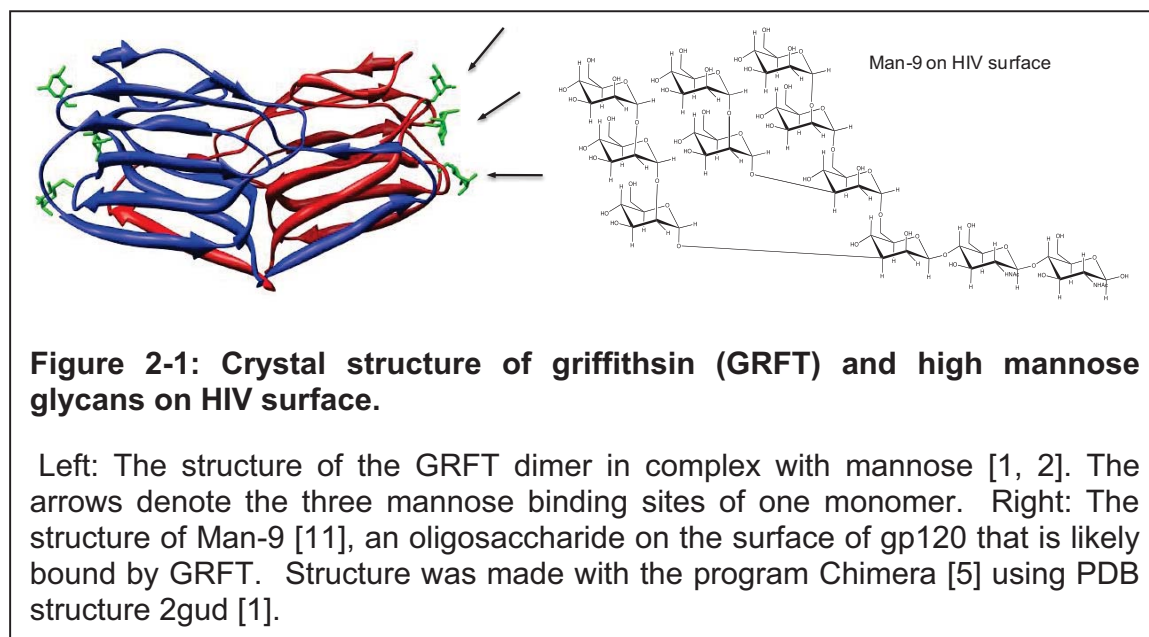 Man-9 on HIV surface
Figure 2-1: Crystal structure of griffithsin (GRFT) and high mannose
glycans on HIV surface.
Left: The structure of the GRFT dimer in complex with mannose [1, 2]. The
arrows denote the three mannose binding sites of one monomer. Right: The
structure of Man-9 [11], an oligosaccharide on the surface of gp120 that is likely
bound by GRFT. Structure was made with the program Chimera [5] using PDB
structure 2gud [1].